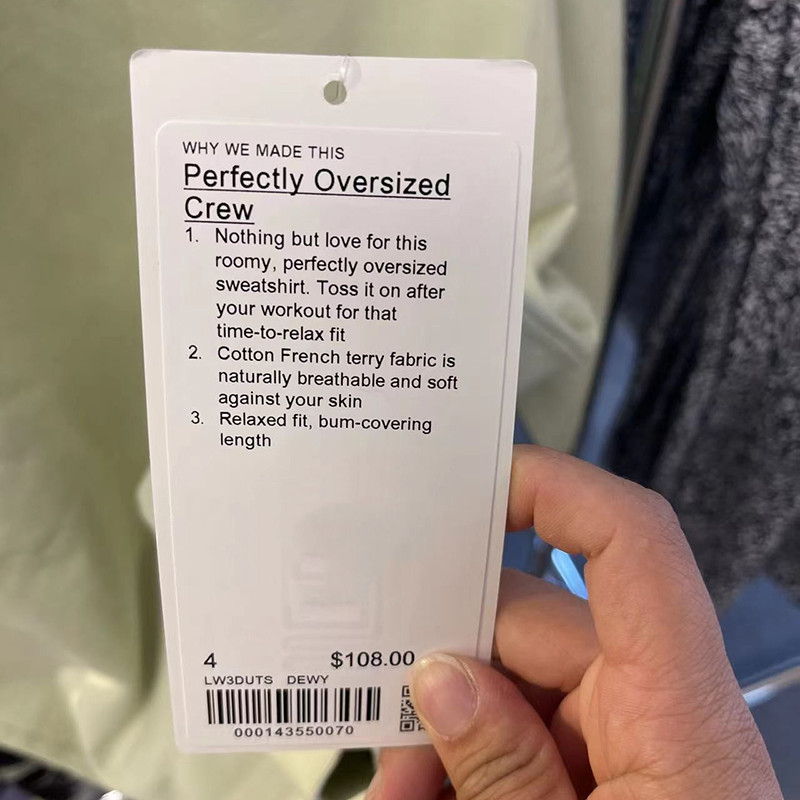 WHY WE MADE THIS
Perfectly Oversized
Crew
1. Nothing but love for this
roomy, perfectly oversized
sweatshirt. Toss it on after
your workout for that
time-to-relax fit
2. Cotton French terry fabric is
naturally breathable and soft
against your skin
3. Relaxed fit, bum-covering
length
4 $108.00
LW3DUTS DEWY
000143550070